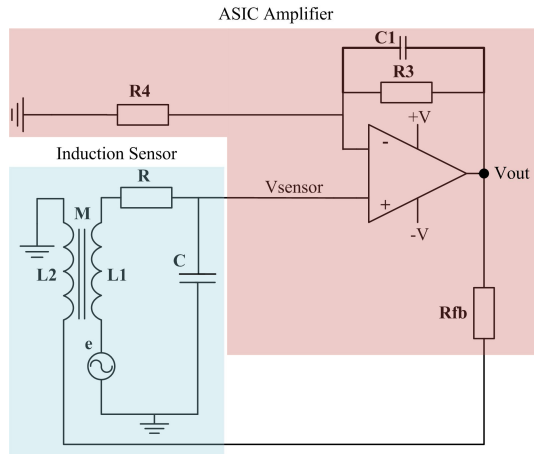 ASIC Amplifier
C1
R3
R4
+V
-
Induction Sensor
R
Vsensor
Vout
+
-V
M
L2
L1
C
Rfb
e